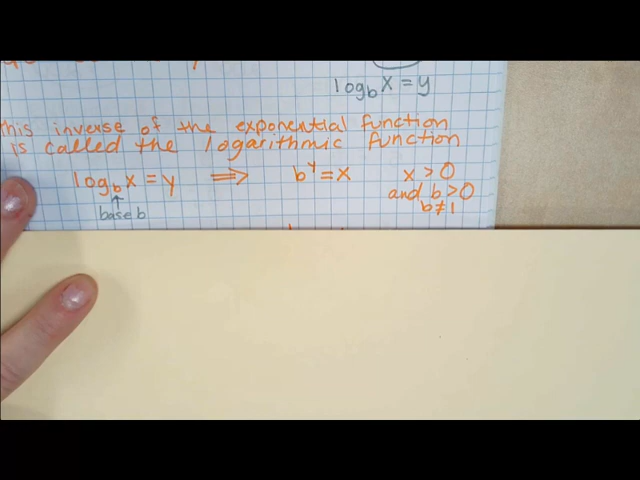 log_b x = y
this inverse of the exponential function
is called the logarithmic function
log_b x = y ⟹ b^y = x x > 0
and b > 0
base b b ≠ 1